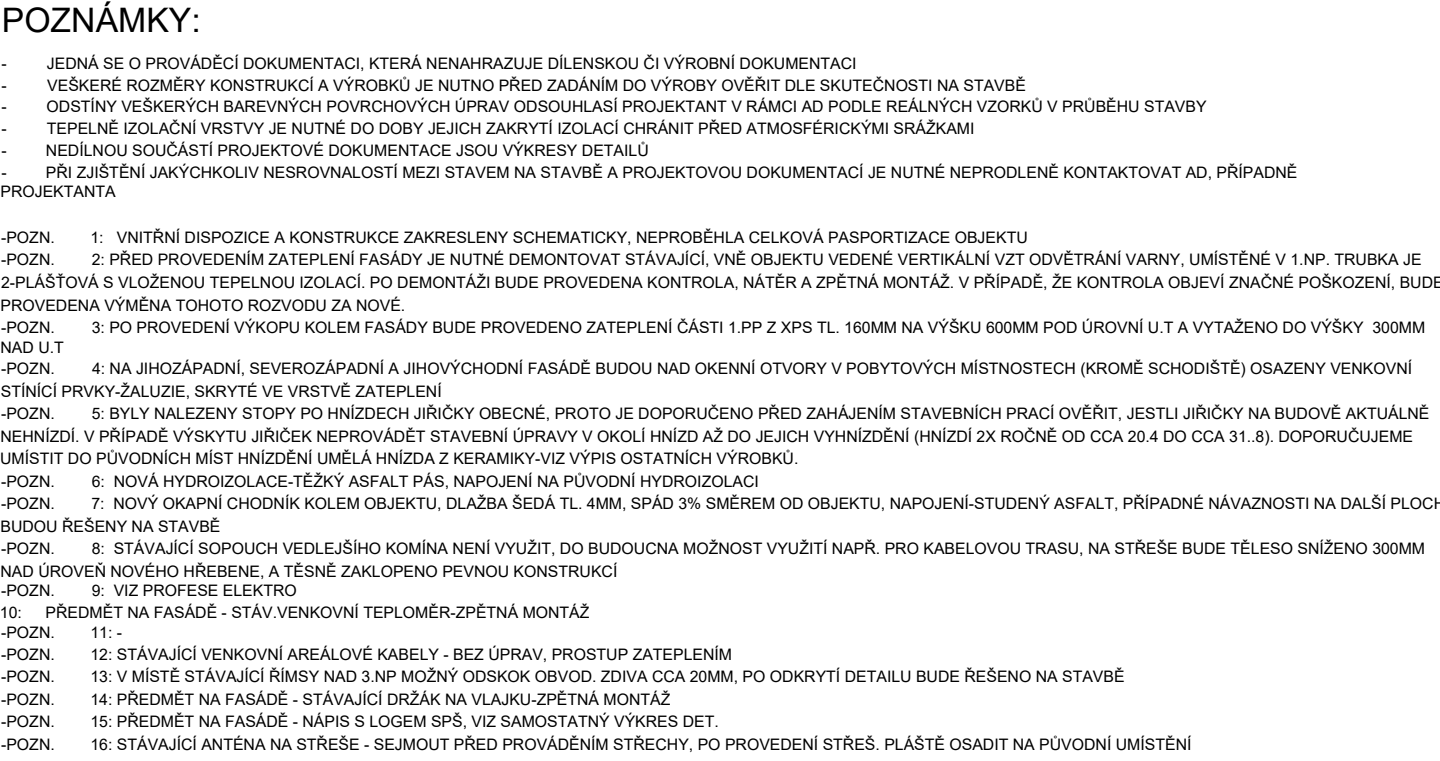 POZNÁMKY:
- JEDNÁ SE O PROVÁDĚCÍ DOKUMENTACI, KTERÁ NENAHRAZUJE DÍLENSKOU ČI VÝROBNÍ DOKUMENTACI
- VEŠKERÉ ROZMĚRY KONSTRUKCÍ A VÝROBKŮ JE NUTNO PŘED ZADÁNÍM DO VÝROBY OVĚŘIT DLE SKUTEČNOSTI NA STAVBĚ
- ODSTÍNY VEŠKERÝCH BAREVNÝCH POVRCHOVÝCH ÚPRAV ODSOUHLASÍ PROJEKTANT V RÁMCI AD PODLE REÁLNÝCH VZORKŮ V PRŮBĚHU STAVBY
- TEPELNĚ IZOLAČNÍ VRSTVY JE NUTNÉ DO DOBY JEJICH ZAKRYTÍ IZOLACÍ CHRÁNIT PŘED ATMOSFÉRICKÝMI SRÁŽKAMI
- NEDÍLNOU SOUČÁSTÍ PROJEKTOVÉ DOKUMENTACE JSOU VÝKRESY DETAILŮ
- PŘI ZJIŠTĚNÍ JAKÝCHKOLIV NESROVNALOSTÍ MEZI STAVEM NA STAVBĚ A PROJEKTOVOU DOKUMENTACÍ JE NUTNÉ NEPRODLENĚ KONTAKTOVAT AD, PŘÍPADNĚ
PROJEKTANTA
-POZN. 1: VNITŘNÍ DISPOZICE A KONSTRUKCE ZAKRESLENY SCHEMATICKY, NEPROBĚHLA CELKOVÁ PASPORTIZACE OBJEKTU
-POZN. 2: PŘED PROVEDENÍM ZATEPLENÍ FASÁDY JE NUTNÉ DEMONTOVAT STÁVAJÍCÍ, VNĚ OBJEKTU VEDENÉ VERTIKÁLNÍ VZT ODVĚTRÁNÍ VARNY, UMÍSTĚNÉ V 1.NP. TRUBKA JE
2-PLÁŠŤOVÁ S VLOŽENOU TEPELNOU IZOLACÍ. PO DEMONTÁŽI BUDE PROVEDENA KONTROLA, NÁTĚR A ZPĚTNÁ MONTÁŽ. V PŘÍPADĚ, ŽE KONTROLA OBJEVÍ ZNAČNÉ POŠKOZENÍ, BUDE
PROVEDENA VÝMĚNA TOHOTO ROZVODU ZA NOVÉ.
-POZN. 3: PO PROVEDENÍ VÝKOPU KOLEM FASÁDY BUDE PROVEDENO ZATEPLENÍ ČÁSTI 1.PP Z XPS TL. 160MM NA VÝŠKU 600MM POD ÚROVNÍ U.T A VYTAŽENO DO VÝŠKY 300MM
NAD U.T
-POZN. 4: NA JIHOZÁPADNÍ, SEVEROZÁPADNÍ A JIHOVÝCHODNÍ FASÁDĚ BUDOU NAD OKENNÍ OTVORY V POBYTOVÝCH MÍSTNOSTECH (KROMĚ SCHODIŠTĚ) OSAZENY VENKOVNÍ
STÍNÍCÍ PRVKY-ŽALUZIE, SKRYTÉ VE VRSTVĚ ZATEPLENÍ
-POZN. 5: BYLY NALEZENY STOPY PO HNÍZDECH JIŘIČKY OBECNÉ, PROTO JE DOPORUČENO PŘED ZAHÁJENÍM STAVEBNÍCH PRACÍ OVĚŘIT, JESTLI JIŘIČKY NA BUDOVĚ AKTUÁLNĚ
NEHNÍZDÍ. V PŘÍPADĚ VÝSKYTU JIŘIČEK NEPROVÁDĚT STAVEBNÍ ÚPRAVY V OKOLÍ HNÍZD AŽ DO JEJICH VYHNÍZDĚNÍ (HNÍZDÍ 2X ROČNĚ OD CCA 20.4 DO CCA 31..8). DOPORUČUJEME
UMÍSTIT DO PŮVODNÍCH MÍST HNÍZDĚNÍ UMĚLÁ HNÍZDA Z KERAMIKY-VIZ VÝPIS OSTATNÍCH VÝROBKŮ.
-POZN. 6: NOVÁ HYDROIZOLACE-TĚŽKÝ ASFALT PÁS, NAPOJENÍ NA PŮVODNÍ HYDROIZOLACI
-POZN. 7: NOVÝ OKAPNÍ CHODNÍK KOLEM OBJEKTU, DLAŽBA ŠEDÁ TL. 4MM, SPÁD 3% SMĚREM OD OBJEKTU, NAPOJENÍ-STUDENÝ ASFALT, PŘÍPADNÉ NÁVAZNOSTI NA DALŠÍ PLOCH
BUDOU ŘEŠENY NA STAVBĚ
-POZN. 8: STÁVAJÍCÍ SOPOUCH VEDLEJŠÍHO KOMÍNA NENÍ VYUŽIT, DO BUDOUCNA MOŽNOST VYUŽITÍ NAPŘ. PRO KABELOVOU TRASU, NA STŘEŠE BUDE TĚLESO SNÍŽENO 300MM
NAD ÚROVEŇ NOVÉHO HŘEBENE, A TĚSNĚ ZAKLOPENO PEVNOU KONSTRUKCÍ
-POZN. 9: VIZ PROFESE ELEKTRO
10: PŘEDMĚT NA FASÁDĚ - STÁV.VENKOVNÍ TEPLOMĚR-ZPĚTNÁ MONTÁŽ
-POZN. 11: -
-POZN. 12: STÁVAJÍCÍ VENKOVNÍ AREÁLOVÉ KABELY - BEZ ÚPRAV, PROSTUP ZATEPLENÍM
-POZN. 13: V MÍSTĚ STÁVAJÍCÍ ŘÍMSY NAD 3.NP MOŽNÝ ODSKOK OBVOD. ZDIVA CCA 20MM, PO ODKRYTÍ DETAILU BUDE ŘEŠENO NA STAVBĚ
-POZN. 14: PŘEDMĚT NA FASÁDĚ - STÁVAJÍCÍ DRŽÁK NA VLAJKU-ZPĚTNÁ MONTÁŽ
-POZN. 15: PŘEDMĚT NA FASÁDĚ - NÁPIS S LOGEM SPŠ, VIZ SAMOSTATNÝ VÝKRES DET.
-POZN. 16: STÁVAJÍCÍ ANTÉNA NA STŘEŠE - SEJMOUT PŘED PROVÁDĚNÍM STŘECHY, PO PROVEDENÍ STŘEŠ. PLÁŠTĚ OSADIT NA PŮVODNÍ UMÍSTĚNÍ